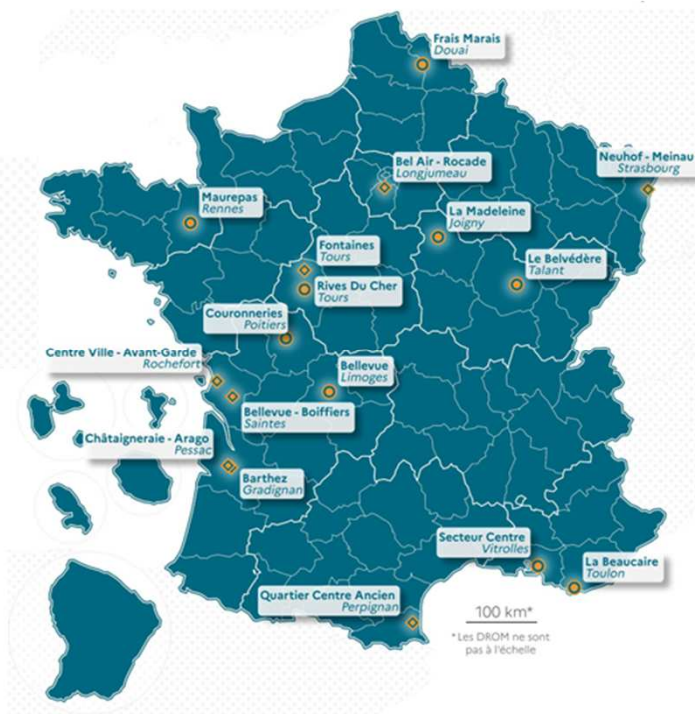 Frais Marais
Douai
Bel Air - Rocade
Longjumeau
Neuhof - Meinau
Strasbourg
Maurepas
Rennes
La Madeleine
Joigny
Fontaines
Tours
Le Belvédère
Talant
Rives Du Cher
Tours
Couronneries
Poitiers
Centre Ville - Avant-Garde
Rochefort
Bellevue
Limoges
Bellevue - Boiffiers
Saintes
Châtaigneraie - Arago
Pessac
Barthez
Gradignan
Secteur Centre
Vitrolles
La Beaucaire
Toulon
Quartier Centre Ancien
Perpignan
100 km*
*Les DROM ne sont
pas à l'échelle